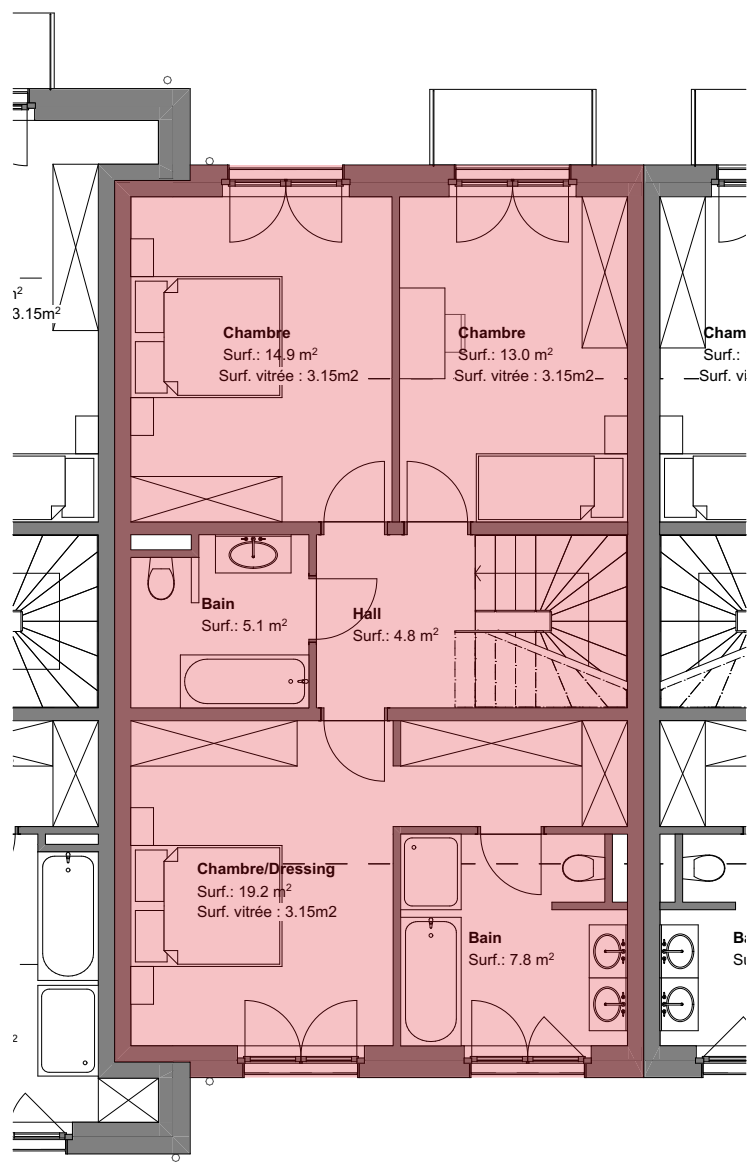 Chambre
Surf.: 14.9 m²
Surf. vitrée : 3.15m2
Chambre
Surf.: 13.0 m²
Surf. vitrée : 3.15m2
3.15m²
Surf.:
Surf.
Bain
Surf.: 5.1 m²
Hall
Surf.: 4.8 m²
Chambre/Dressing
Surf.: 19.2 m²
Surf. vitrée : 3.15m2
Bain
Surf.: 7.8 m²